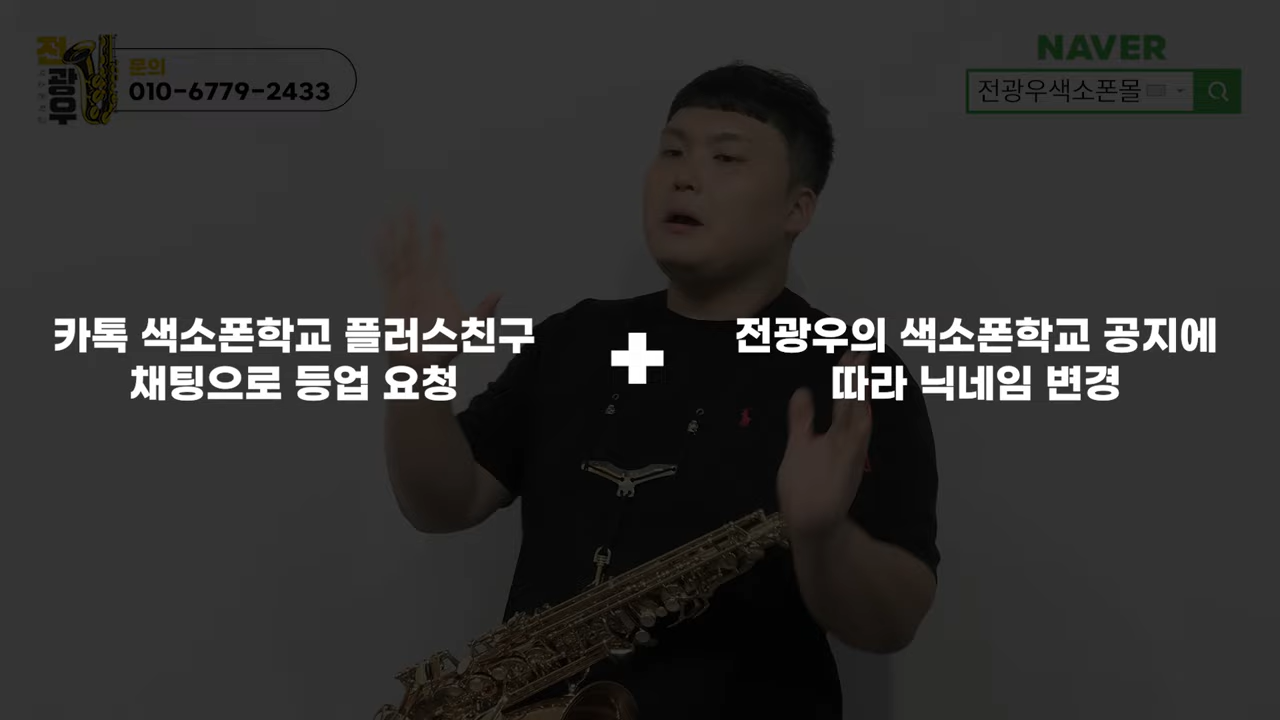 전광우
문의
010-6779-2433
NAVER
전광우색소폰몰
카톡 색소폰학교 플러스친구
채팅으로 등업 요청
전광우의 색소폰학교 공지에
따라 닉네임 변경